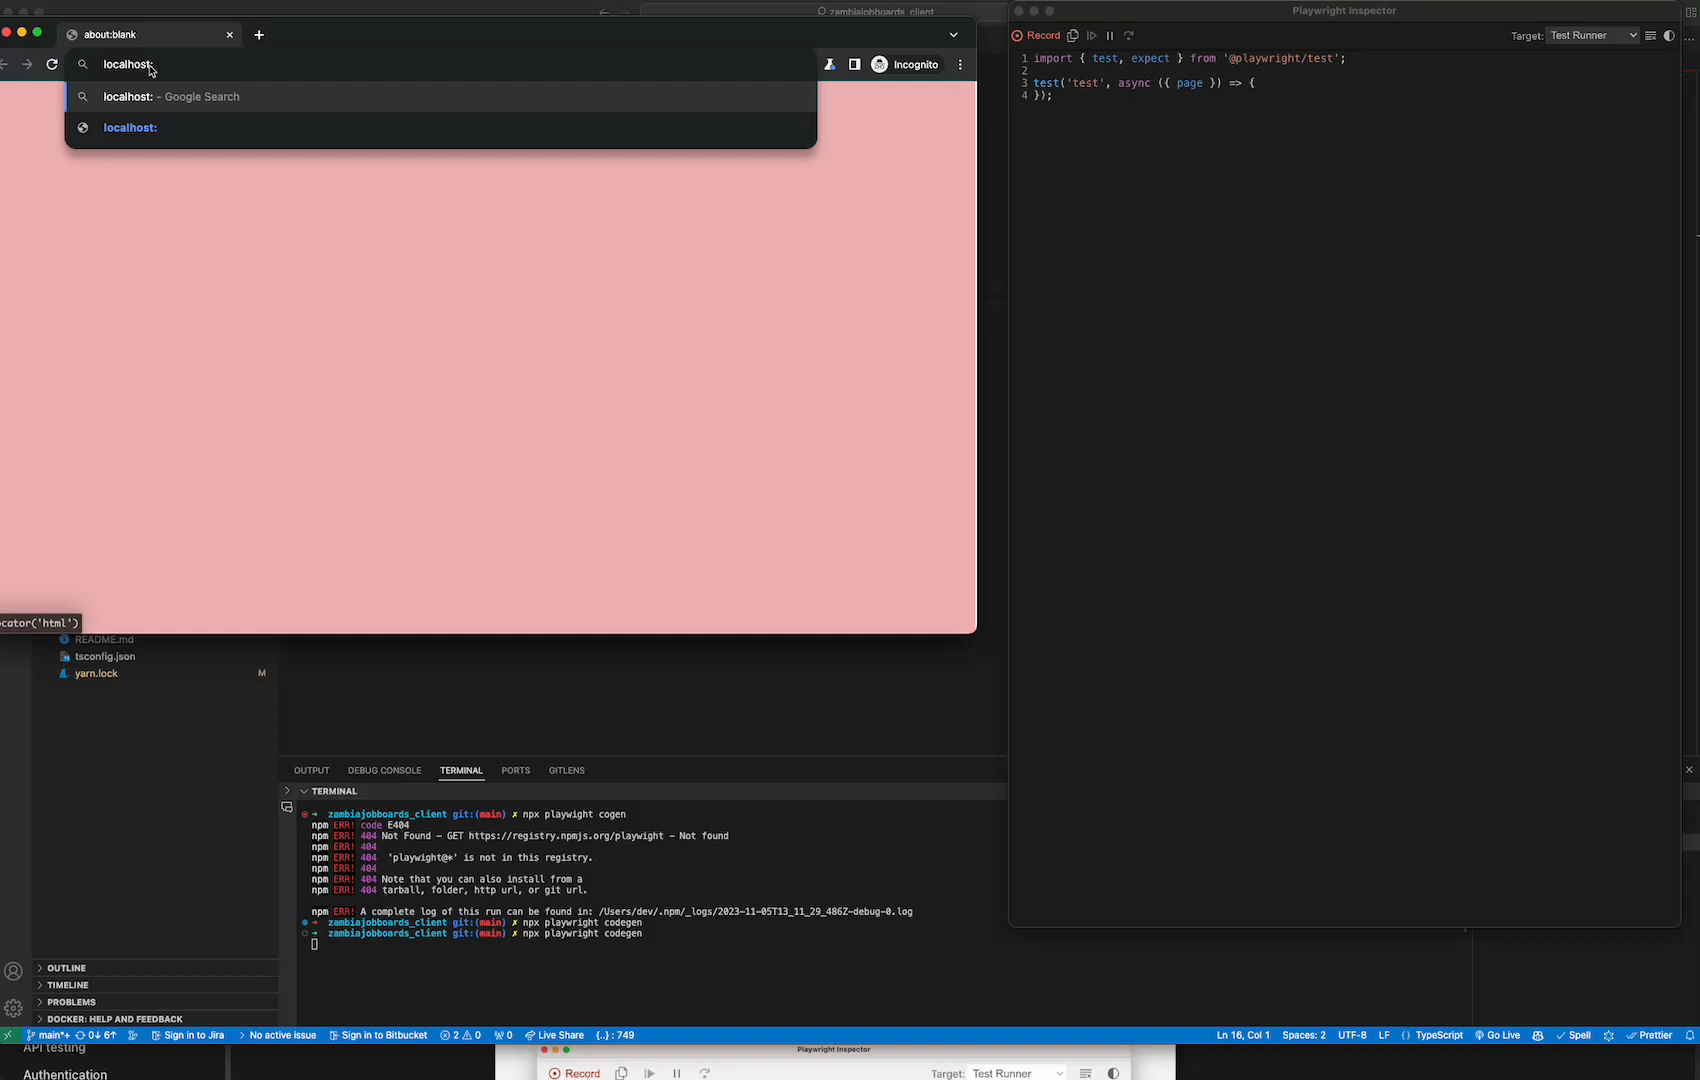 zambiajobboards_client
about:blank
localhost:
Incognito
localhost: - Google Search
localhost:
ocator('html')
Playwright Inspector
Record
Target: Test Runner
1 import { test, expect } from '@playwright/test';
2
3 test('test', async ({ page }) => {
4 });
README.md
tsconfig.json
yarn.lock M
OUTPUT DEBUG CONSOLE TERMINAL PORTS GITLENS
TERMINAL
zambiajobboards_client git:(main) ✗ npx playwight cogen
npm ERR! code E404
npm ERR! 404 Not Found - GET https://registry.npmjs.org/playwight - Not found
npm ERR! 404
npm ERR! 404  'playwight@*' is not in this registry.
npm ERR! 404
npm ERR! 404 Note that you can also install from a
npm ERR! 404 tarball, folder, http url, or git url.
npm ERR! A complete log of this run can be found in: /Users/dev/.npm/_logs/2023-11-05T13_11_29_486Z-debug-0.log
zambiajobboards_client git:(main) ✗ npx playwright codegen
zambiajobboards_client git:(main) ✗ npx playwright codegen
OUTLINE
TIMELINE
PROBLEMS
DOCKER: HELP AND FEEDBACK
main*+ 0↓ 6↑ Sign in to Jira No active issue Sign in to Bitbucket 2 0 0 Live Share {..} : 749 Ln 16, Col 1 Spaces: 2 UTF-8 LF TypeScript Go Live Spell Prettier
API testing
Authentication
Playwright Inspector
Record
Target: Test Runner